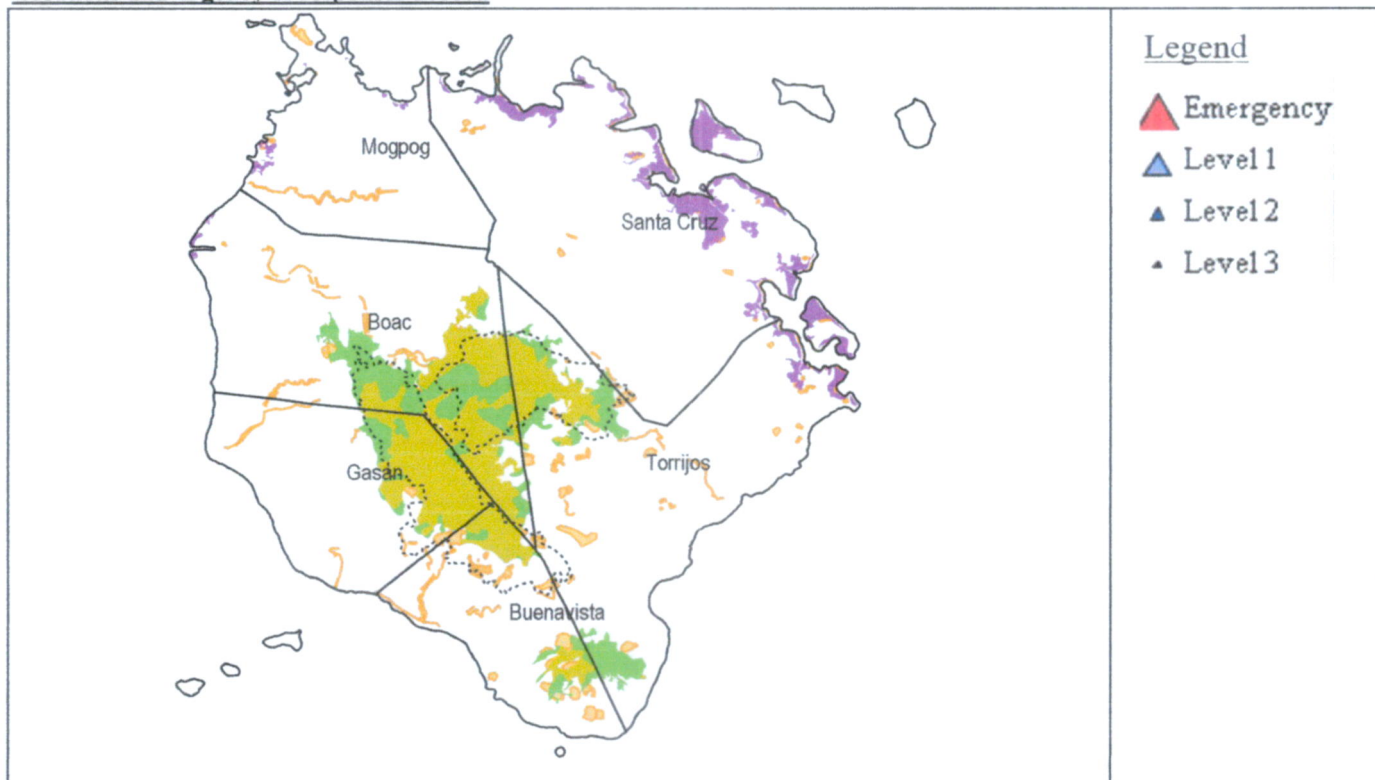 Legend
Emergency
Level 1
Level 2
Level 3
Mogpog
Santa Cruz
Boac
Gasan
Torrijos
Buenavista